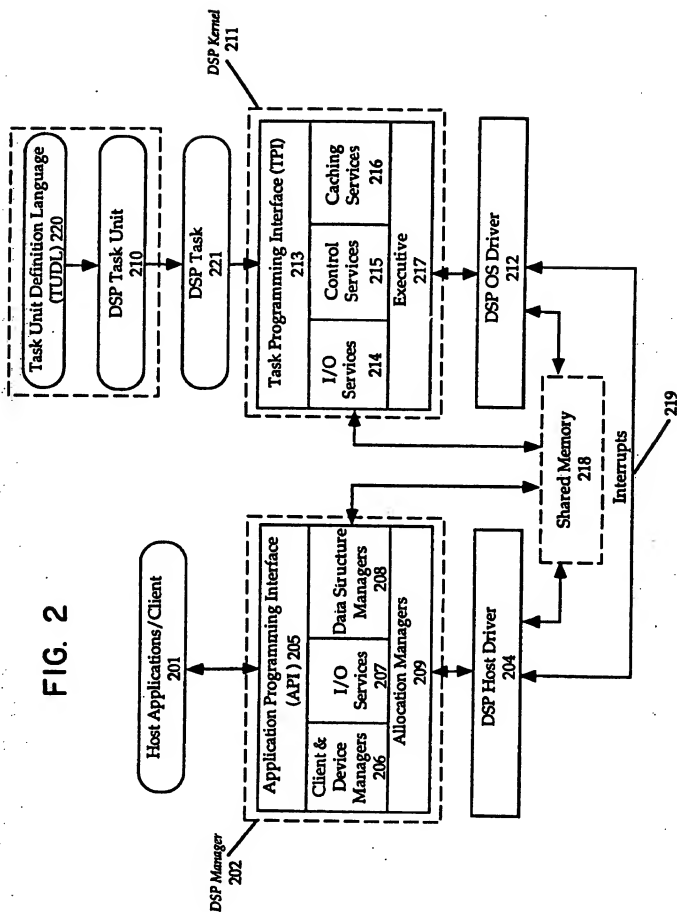 FIG. 2
Host Applications/Client
201
DSP Manager
202
Application Programming Interface
(API ) 205
Client &
Device
Managers
206
I/O
Services
207
Data Structure
Managers
208
Allocation Managers
209
DSP Host Driver
204
Task Unit Definition Language
(TUDL) 220
DSP Task Unit
210
DSP Task
221
DSP Kernel
211
Task Programming Interface (TPI)
213
I/O
Services
214
Control
Services
215
Caching
Services
216
Executive
217
DSP OS Driver
212
Shared Memory
218
Interrupts
219